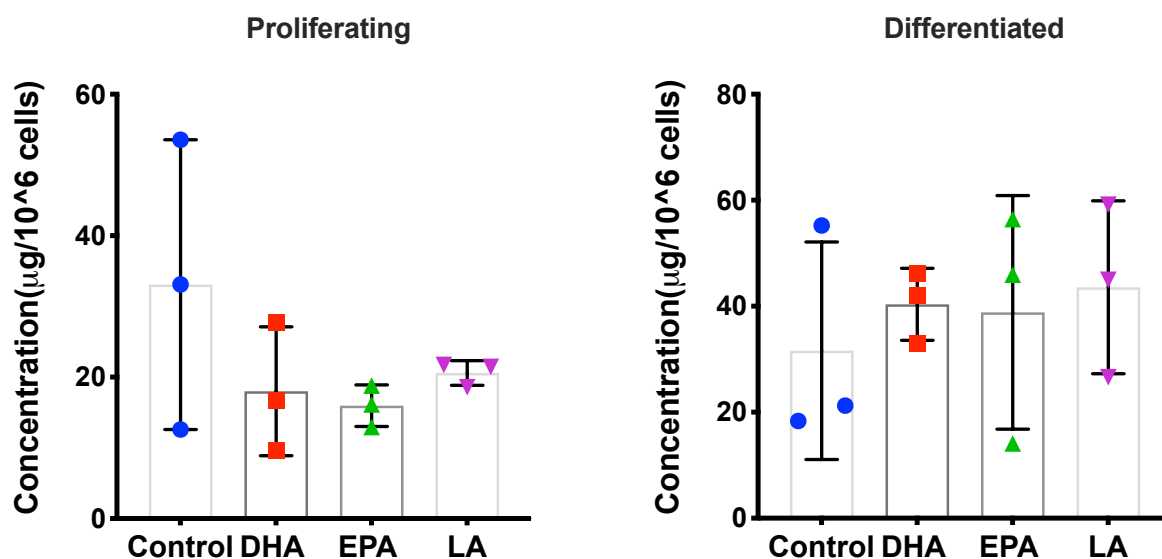 Proliferating
Concentration(μg/10^6 cells)
60
40
20
0
Control DHA EPA LA
Differentiated
Concentration(μg/10^6 cells)
80
60
40
20
0
Control DHA EPA LA